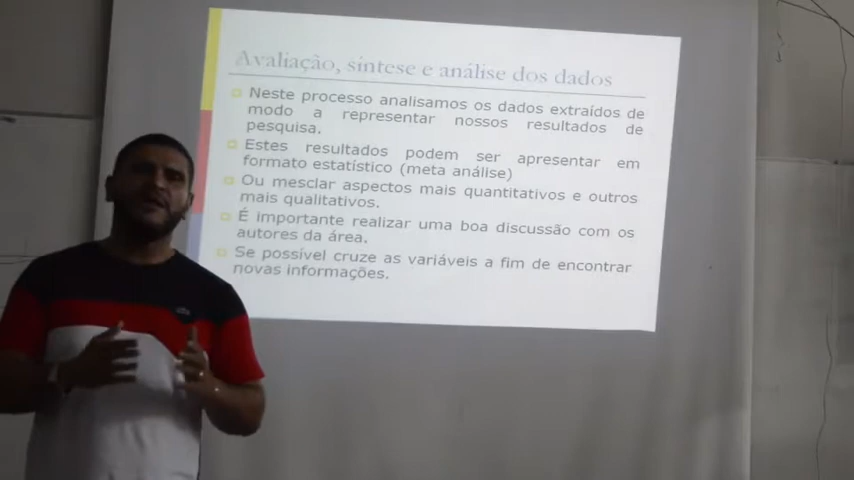 Avaliação, síntese e análise dos dados
Neste processo analisamos os dados extraídos de
modo a representar nossos resultados de
pesquisa.
Estes resultados podem ser apresentar em
formato estatístico (meta análise)
Ou mesclar aspectos mais quantitativos e outros
mais qualitativos.
É importante realizar uma boa discussão com os
autores da área.
Se possível cruze as variáveis a fim de encontrar
novas informações.